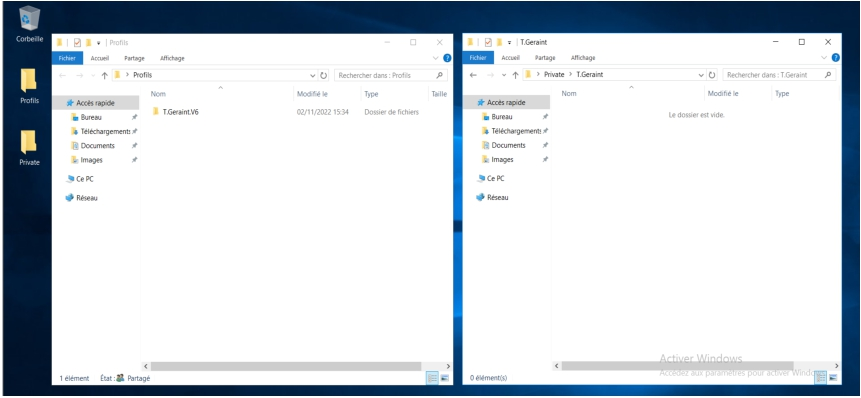 Corbeille
Profils
Private
Profils
Fichier Accueil Partage Affichage
Profils
Rechercher dans : Profils
Nom Modifié le Type Taille
Accès rapide
Bureau
Téléchargements
Documents
Images
Ce PC
Réseau
T.Geraint.V6 02/11/2022 15:34 Dossier de fichiers
1 élément État : Partagé
T.Geraint
Fichier Accueil Partage Affichage
Private > T.Geraint
Rechercher dans : T.Geraint
Nom Modifié le Type
Accès rapide
Bureau
Téléchargements
Documents
Images
Ce PC
Réseau
Le dossier est vide.
0 élément(s)
Activer Windows
Accédez aux paramètres pour activer Windo